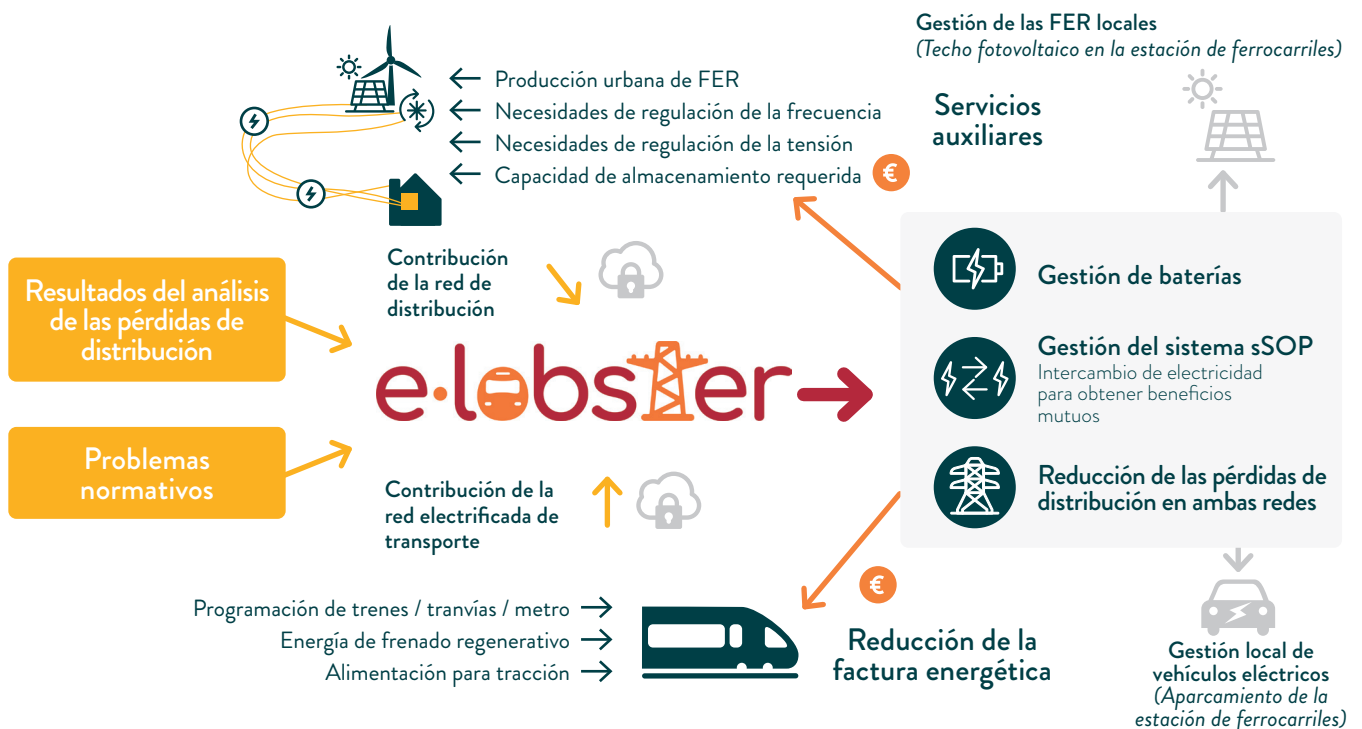 Gestión de las FER locales
(Techo fotovoltaico en la estación de ferrocarriles)
Producción urbana de FER
Necesidades de regulación de la frecuencia
Necesidades de regulación de la tensión
Capacidad de almacenamiento requerida €
Servicios
auxiliares
Contribución
de la red de
distribución
Resultados del análisis
de las pérdidas de
distribución
Problemas
normativos
e·lobster
Gestión de baterías
Gestión del sistema sSOP
Intercambio de electricidad
para obtener beneficios
mutuos
Reducción de las pérdidas de
distribución en ambas redes
Contribución de la
red electrificada de
transporte
€
Programación de trenes / tranvías / metro
Energía de frenado regenerativo
Alimentación para tracción
Reducción de la
factura energética
Gestión local de
vehículos eléctricos
(Aparcamiento de la
estación de ferrocarriles)